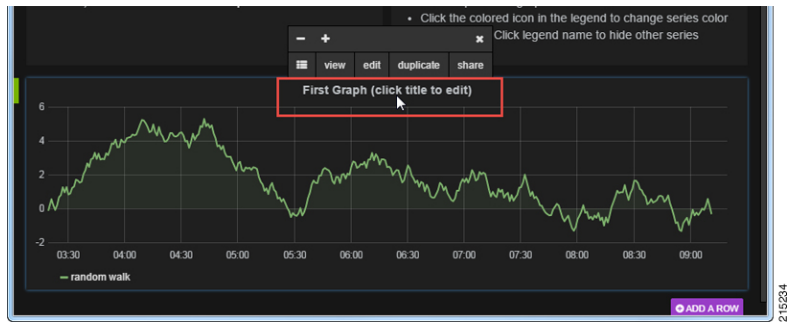 • Click the colored icon in the legend to change series color
Click legend name to hide other series
− + ×
view edit duplicate share
First Graph (click title to edit)
6
4
2
0
-2
03:30 04:00 04:30 05:00 05:30 06:00 06:30 07:00 07:30 08:00 08:30 09:00
random walk
ADD A ROW
215234